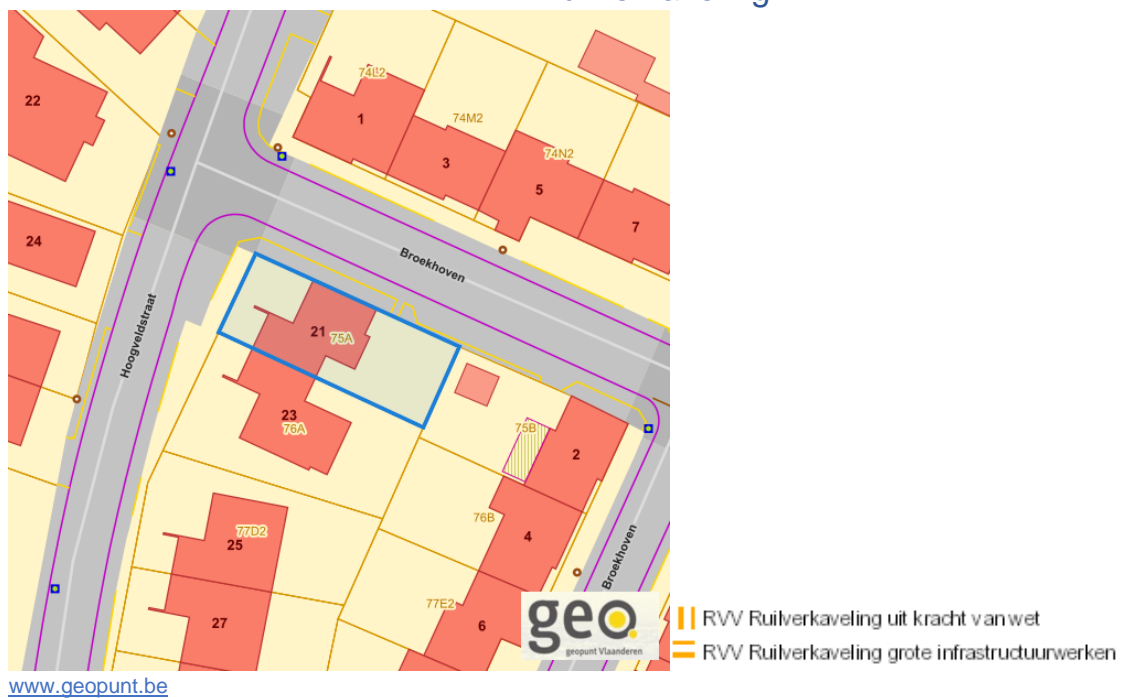 22
74L2
1
74M2
3
74N2
5
7
24
Broekhoven
Hoogveldstraat
21
75A
23
76A
75B
2
76B
4
77D2
25
Broekhoven
77E2
27
6
geo.
geopunt Vlaanderen
RVV Ruilverkaveling uit kracht van wet
RVV Ruilverkaveling grote infrastructuurwerken
www.geopunt.be